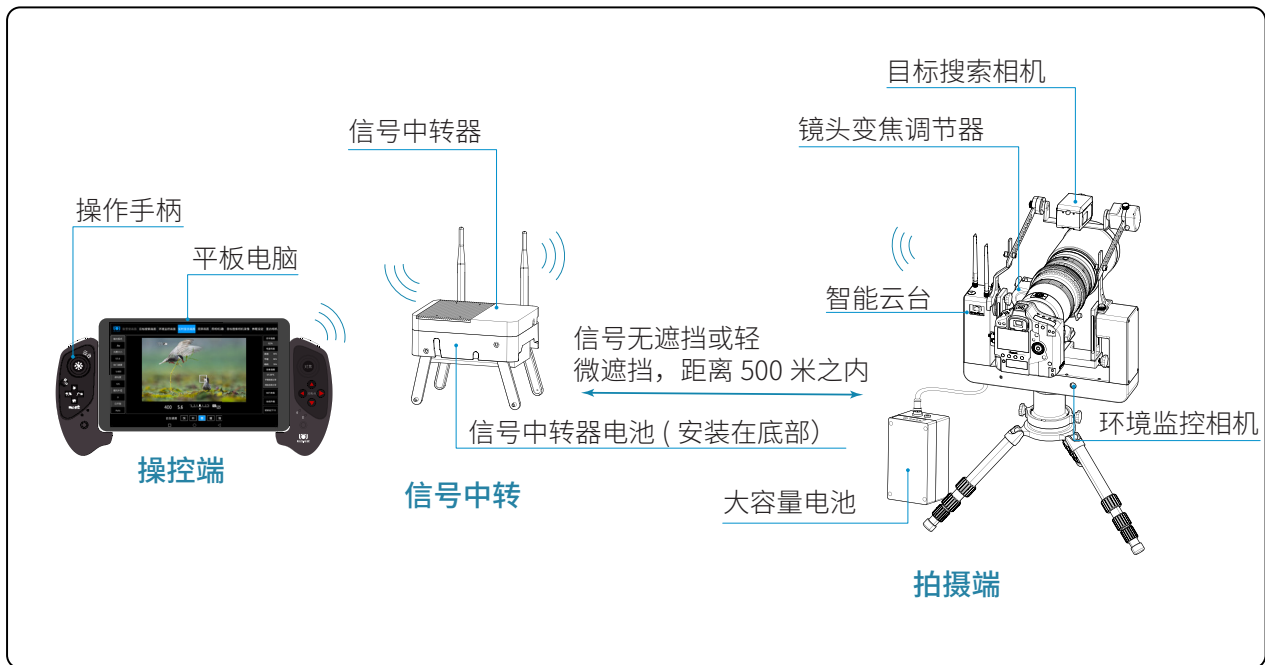 目标搜索相机
信号中转器
镜头变焦调节器
操作手柄
平板电脑
智能云台
信号无遮挡或轻
微遮挡，距离 500 米之内
信号中转器电池 ( 安装在底部）
环境监控相机
操控端
信号中转
大容量电池
拍摄端